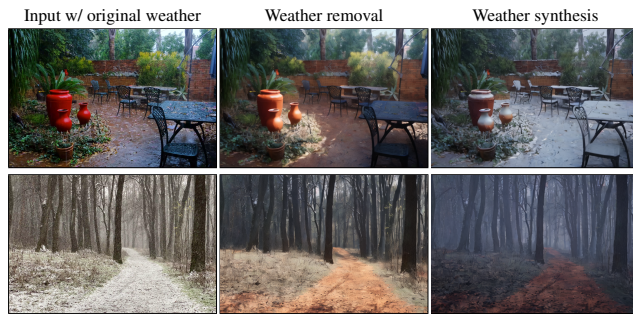 Input w/ original weather
Weather removal
Weather synthesis